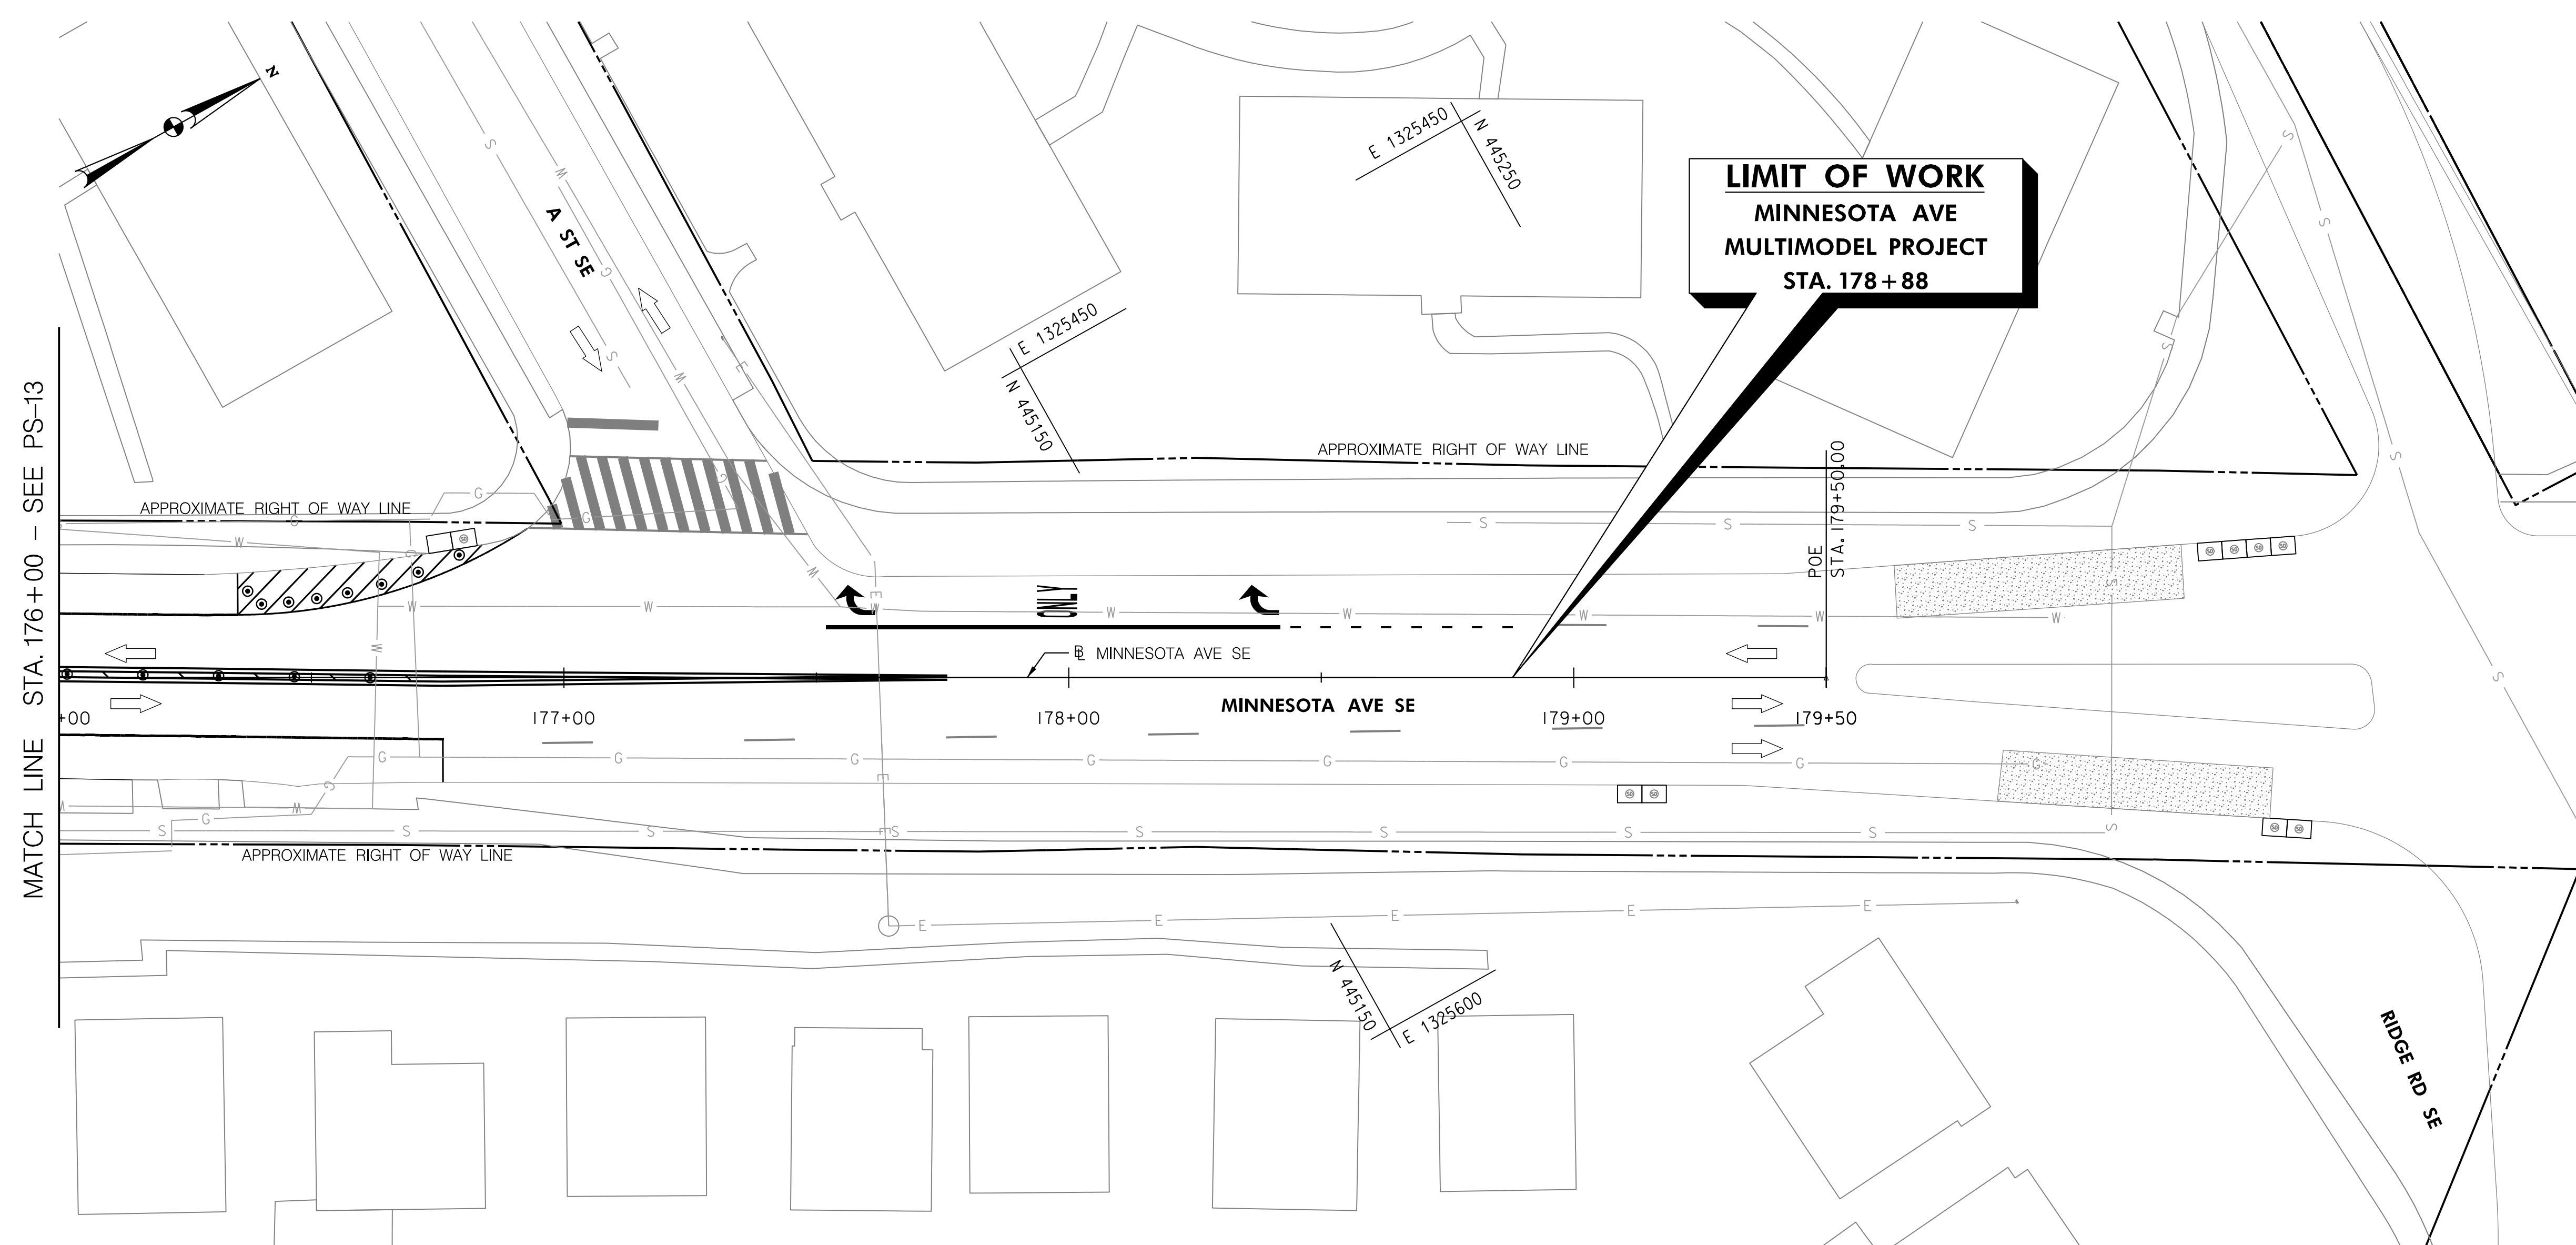 N
LIMIT OF WORK
MINNESOTA AVE
MULTIMODEL PROJECT
STA. 178+88
E 1325450
N 445250
A ST SE
E 1325450
N 445150
MATCH LINE STA. 176+00 - SEE PS-13
APPROXIMATE RIGHT OF WAY LINE
APPROXIMATE RIGHT OF WAY LINE
POE
STA. 179+50.00
ONLY
BL MINNESOTA AVE SE
MINNESOTA AVE SE
+00
177+00
178+00
179+00
179+50
APPROXIMATE RIGHT OF WAY LINE
N 445150
E 1325600
RIDGE RD SE